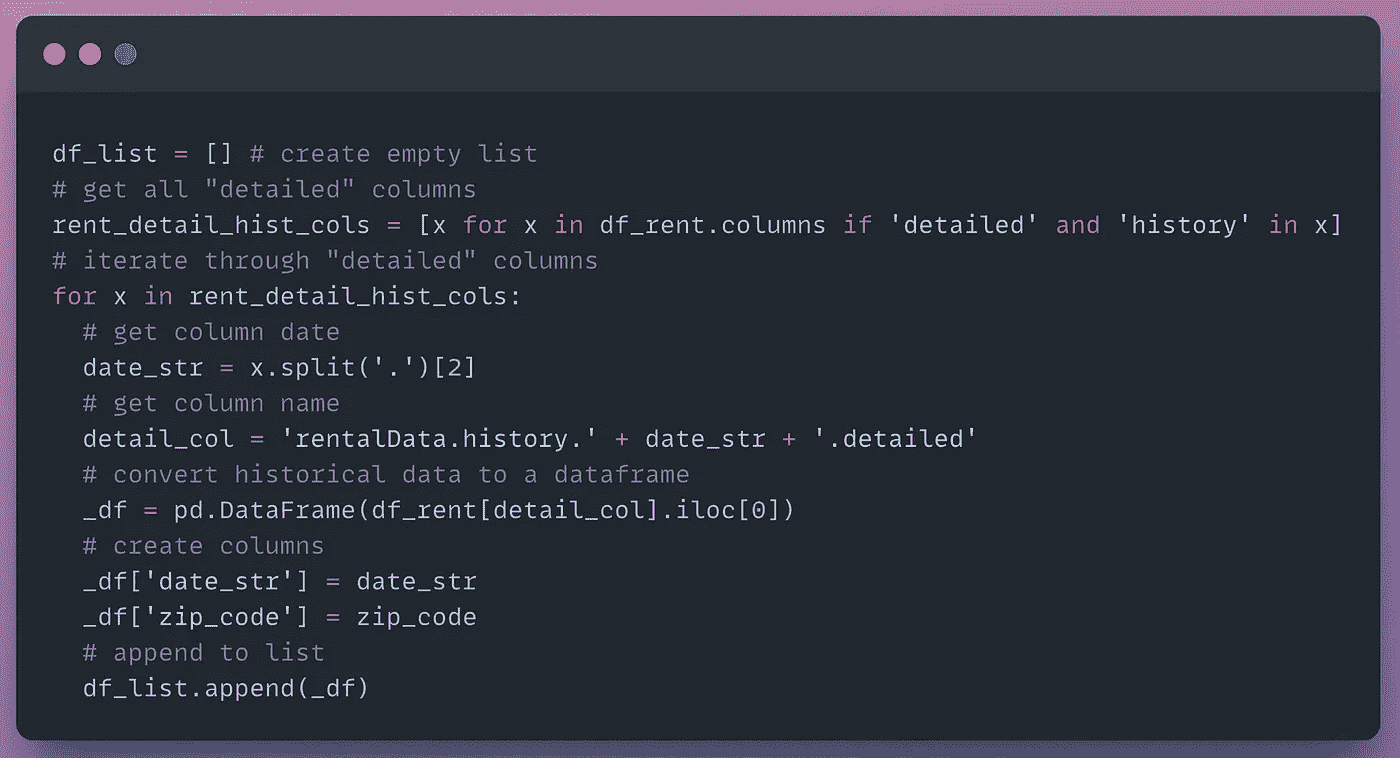 df_list = [] # create empty list
# get all "detailed" columns
rent_detail_hist_cols = [x for x in df_rent.columns if 'detailed' and 'history' in x]
# iterate through "detailed" columns
for x in rent_detail_hist_cols:
  # get column date
  date_str = x.split('.')[2]
  # get column name
  detail_col = 'rentalData.history.' + date_str + '.detailed'
  # convert historical data to a dataframe
  _df = pd.DataFrame(df_rent[detail_col].iloc[0])
  # create columns
  _df['date_str'] = date_str
  _df['zip_code'] = zip_code
  # append to list
  df_list.append(_df)